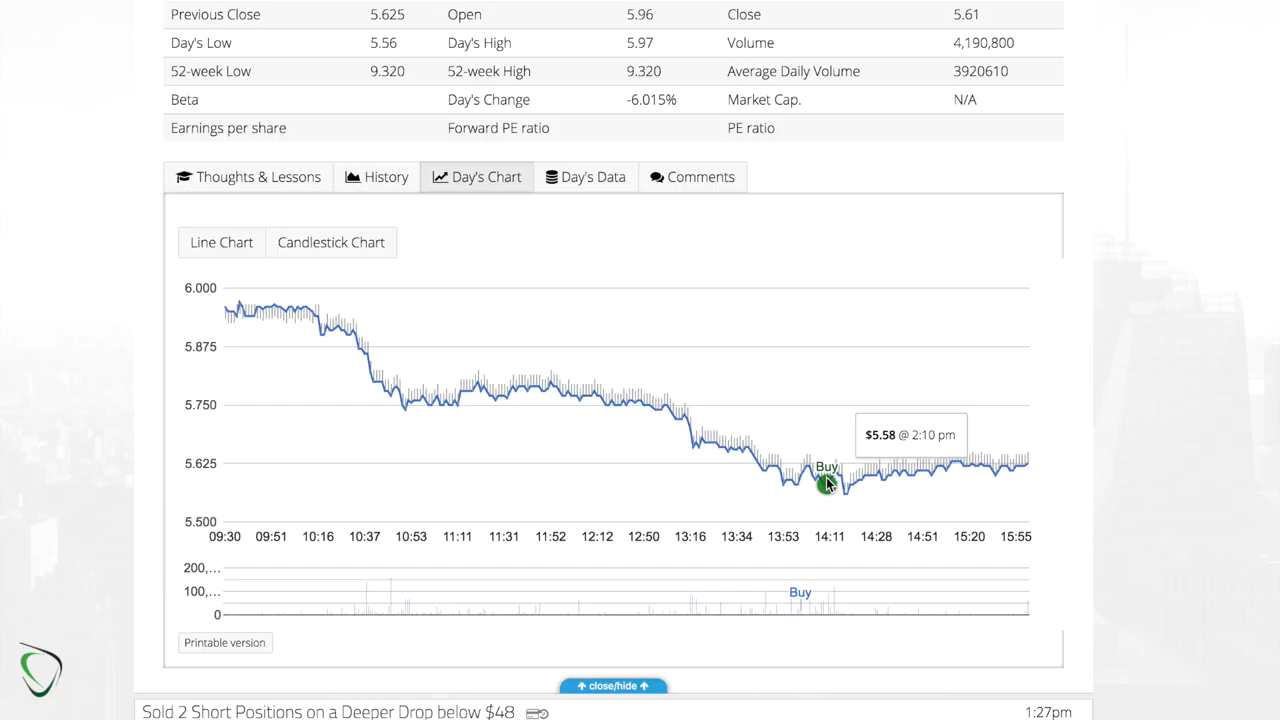 Previous Close 5.625 Open 5.96 Close 5.61
Day's Low 5.56 Day's High 5.97 Volume 4,190,800
52-week Low 9.320 52-week High 9.320 Average Daily Volume 3920610
Beta Day's Change -6.015% Market Cap. N/A
Earnings per share Forward PE ratio PE ratio
Thoughts & Lessons History Day's Chart Day's Data Comments
Line Chart Candlestick Chart
6.000
5.875
5.750
$5.58 @ 2:10 pm
5.625
Buy
5.500
09:30 09:51 10:16 10:37 10:53 11:11 11:31 11:52 12:12 12:50 13:16 13:34 13:53 14:11 14:28 14:51 15:20 15:55
200,...
100,...
Buy
0
Printable version
close/hide
Sold 2 Short Positions on a Deeper Drop below $48 1:27pm